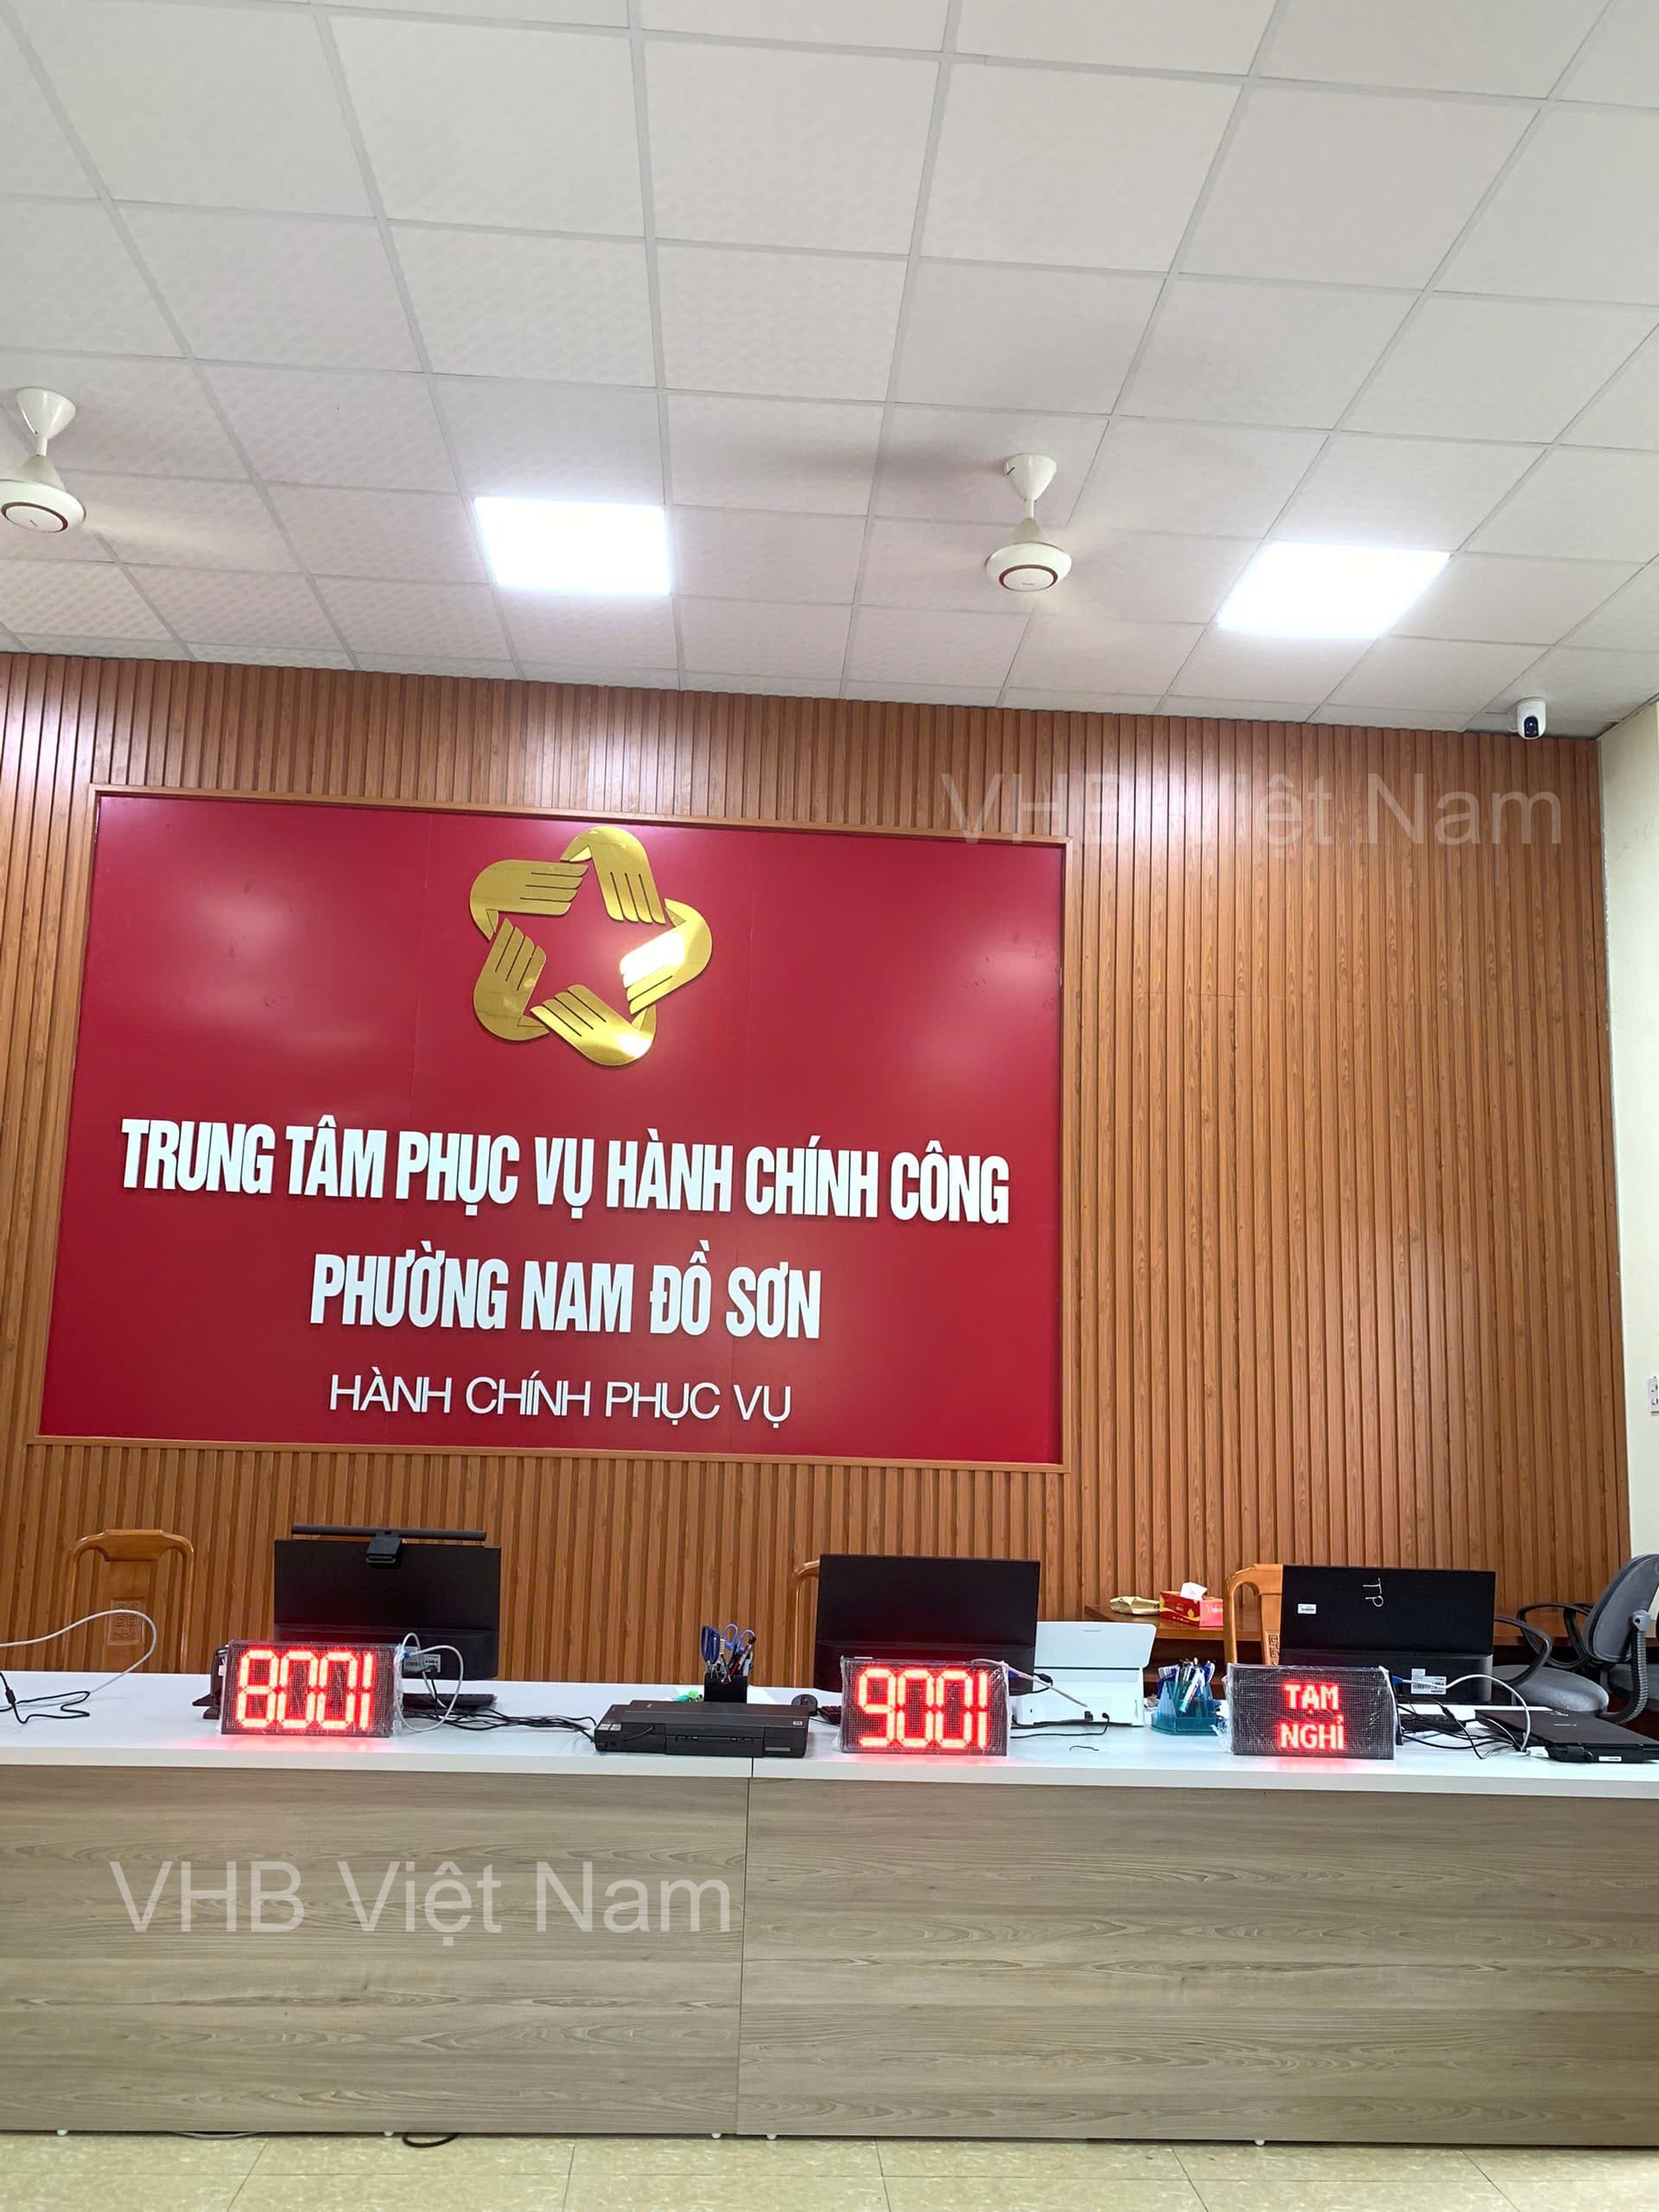 VHB Việt Nam
TRUNG TÂM PHỤC VỤ HÀNH CHÍNH CÔNG
PHƯỜNG NAM ĐỒ SƠN
HÀNH CHÍNH PHỤC VỤ
TP
8001
9001
TẠM
NGHỈ
VHB Việt Nam